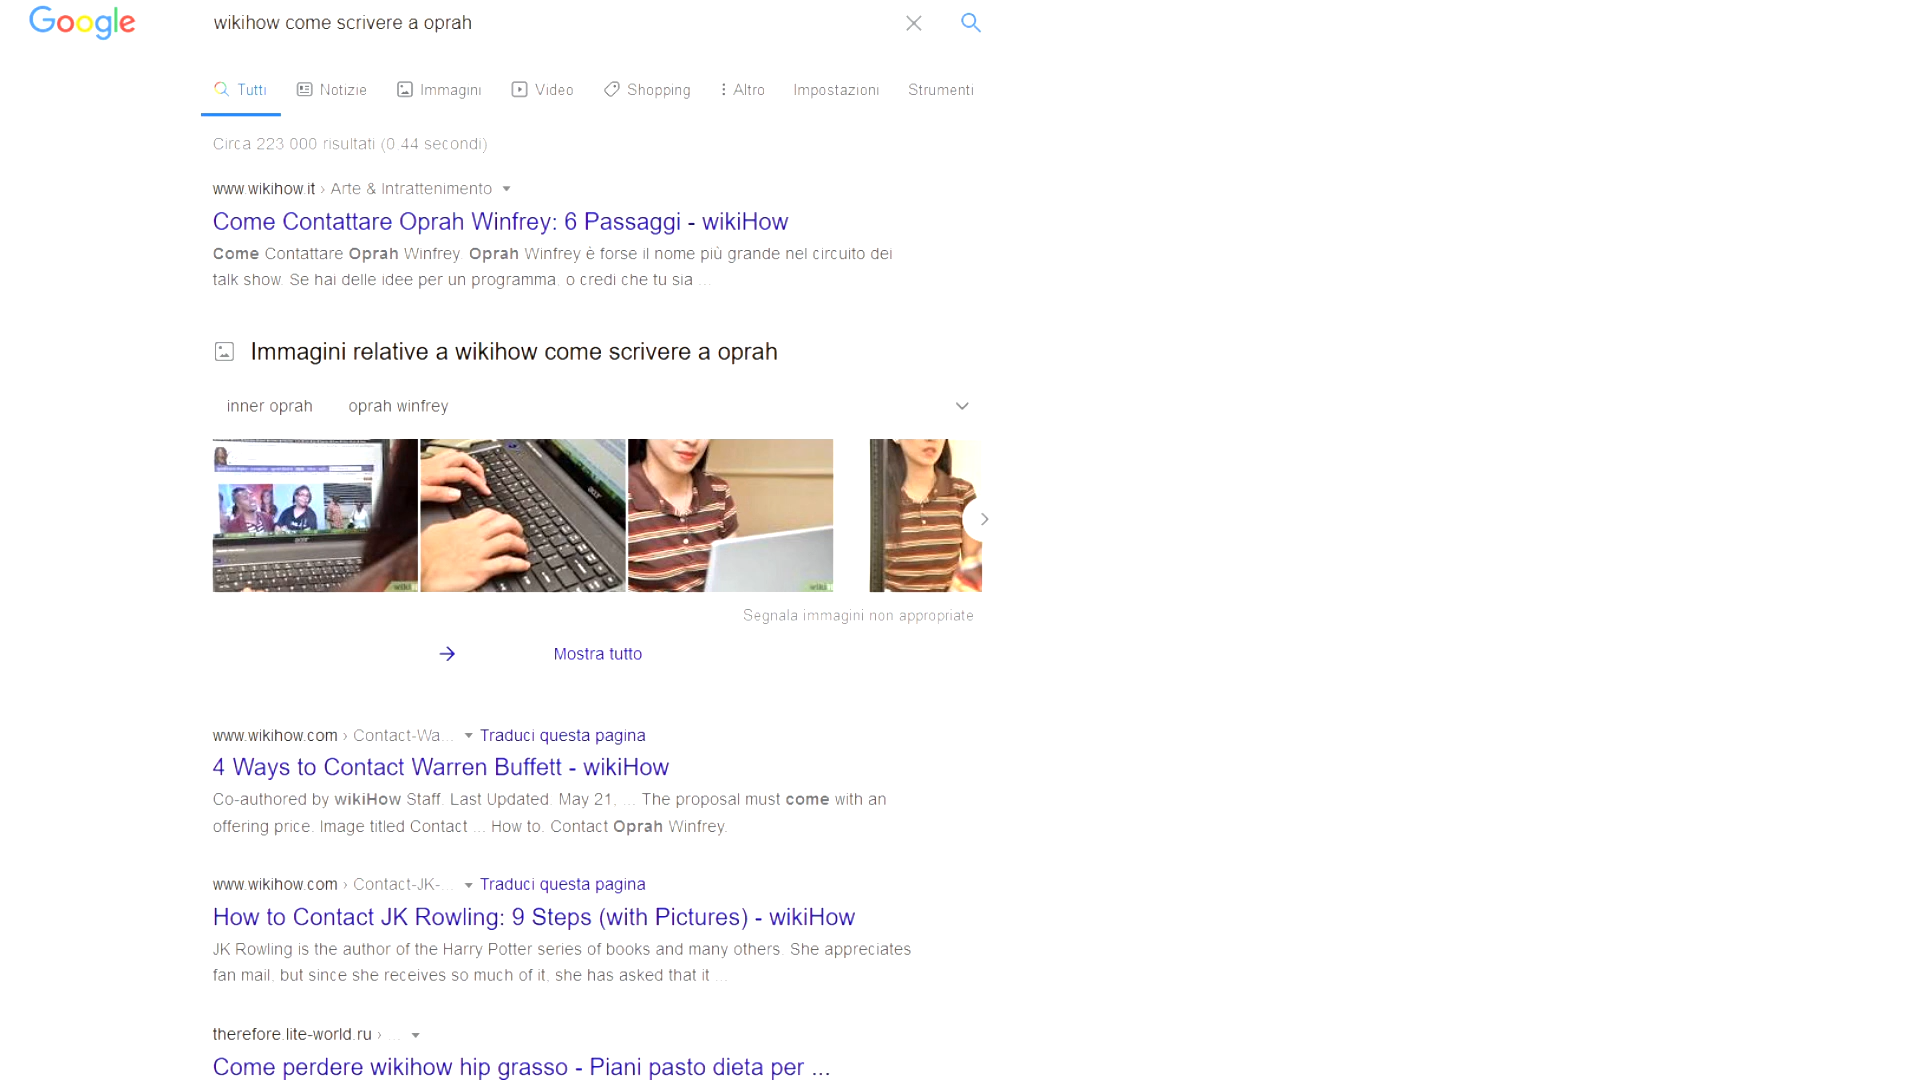 Google
wikihow come scrivere a oprah
Tutti Notizie Immagini Video Shopping Altro Impostazioni Strumenti
Circa 223 000 risultati (0,44 secondi)
www.wikihow.it › Arte & Intrattenimento
Come Contattare Oprah Winfrey: 6 Passaggi - wikiHow
Come Contattare Oprah Winfrey. Oprah Winfrey è forse il nome più grande nel circuito dei
talk show. Se hai delle idee per un programma, o credi che tu sia ...
Immagini relative a wikihow come scrivere a oprah
inner oprah oprah winfrey
acer
acer
wiki
wiki
Segnala immagini non appropriate
→ Mostra tutto
www.wikihow.com › Contact-Wa... Traduci questa pagina
4 Ways to Contact Warren Buffett - wikiHow
Co-authored by wikiHow Staff. Last Updated: May 21, ... The proposal must come with an
offering price. Image titled Contact ... How to. Contact Oprah Winfrey.
www.wikihow.com › Contact-JK-... Traduci questa pagina
How to Contact JK Rowling: 9 Steps (with Pictures) - wikiHow
JK Rowling is the author of the Harry Potter series of books and many others. She appreciates
fan mail, but since she receives so much of it, she has asked that it ...
therefore.lite-world.ru › ...
Come perdere wikihow hip grasso - Piani pasto dieta per ...